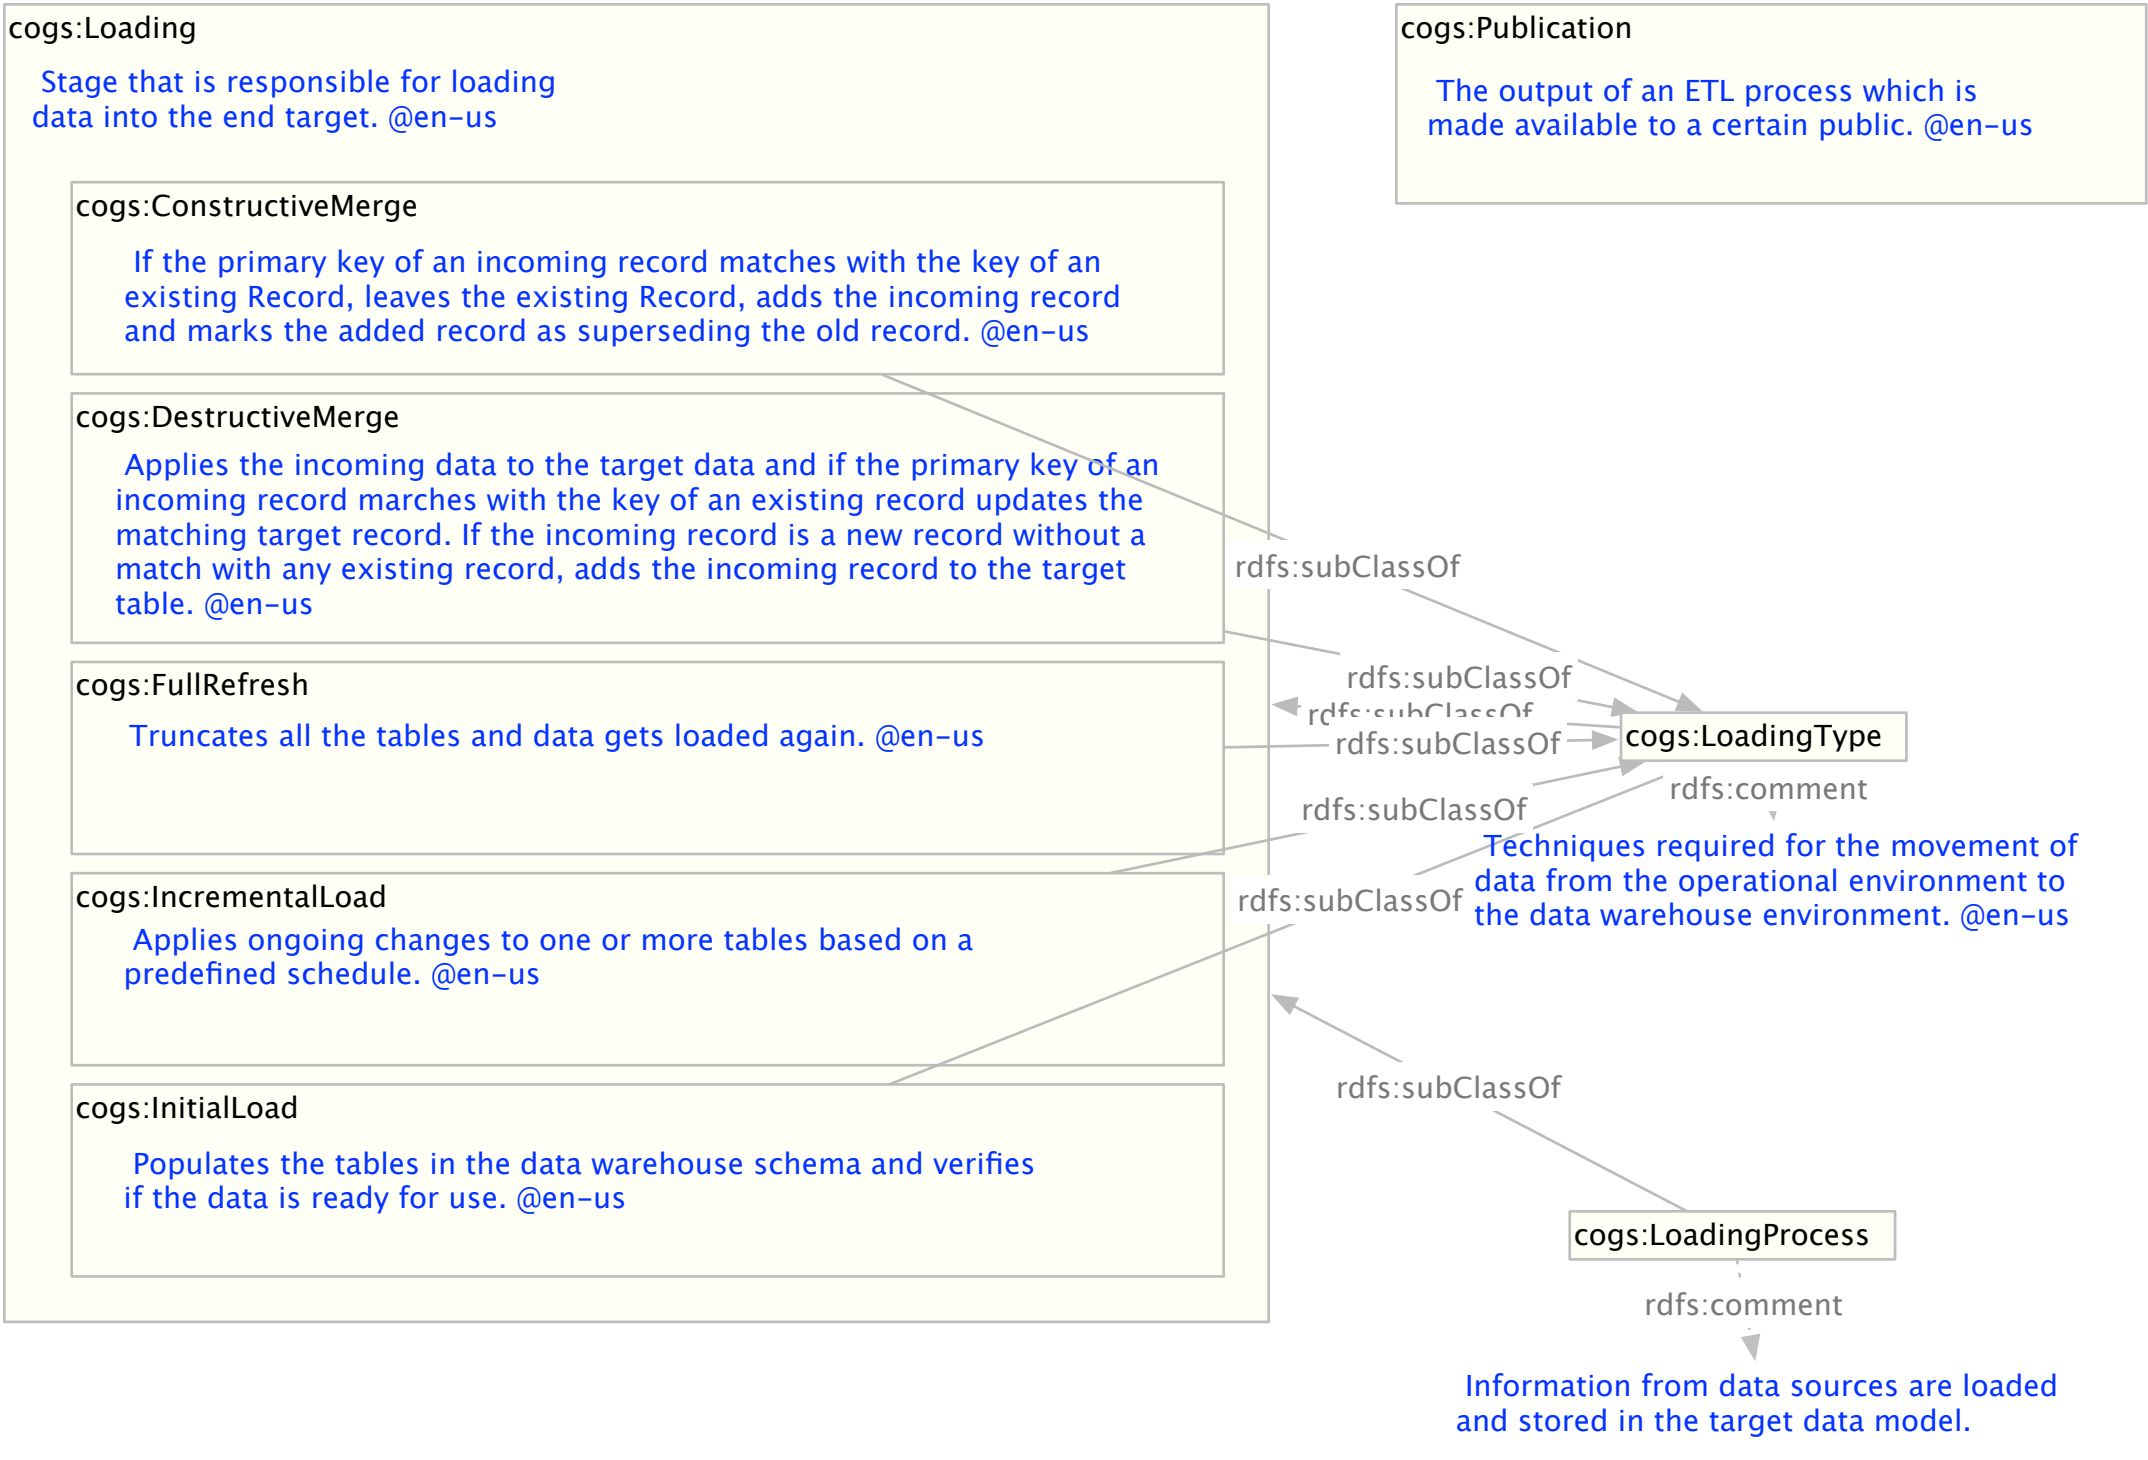 cogs:Loading
Stage that is responsible for loading
data into the end target. @en-us
cogs:ConstructiveMerge
If the primary key of an incoming record matches with the key of an
existing Record, leaves the existing Record, adds the incoming record
and marks the added record as superseding the old record. @en-us
cogs:DestructiveMerge
Applies the incoming data to the target data and if the primary key of an
incoming record marches with the key of an existing record updates the
matching target record. If the incoming record is a new record without a
match with any existing record, adds the incoming record to the target
table. @en-us
cogs:FullRefresh
Truncates all the tables and data gets loaded again. @en-us
cogs:IncrementalLoad
Applies ongoing changes to one or more tables based on a
predefined schedule. @en-us
cogs:InitialLoad
Populates the tables in the data warehouse schema and verifies
if the data is ready for use. @en-us
cogs:Publication
The output of an ETL process which is
made available to a certain public. @en-us
rdfs:subClassOf
rdfs:subClassOf
rdfs:subClassOf
rdfs:subClassOf
rdfs:subClassOf
rdfs:subClassOf
cogs:LoadingType
rdfs:comment
Techniques required for the movement of
data from the operational environment to
the data warehouse environment. @en-us
rdfs:subClassOf
cogs:LoadingProcess
rdfs:comment
Information from data sources are loaded
and stored in the target data model.